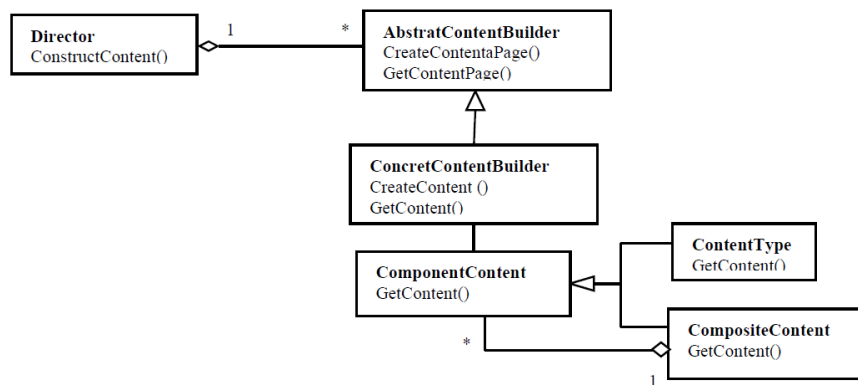 Director
ConstructContent()
1
*
AbstratContentBuilder
CreateContentaPage()
GetContentPage()
ConcretContentBuilder
CreateContent ()
GetContent()
ComponentContent
GetContent()
ContentType
GetContent()
CompositeContent
GetContent()
*
1